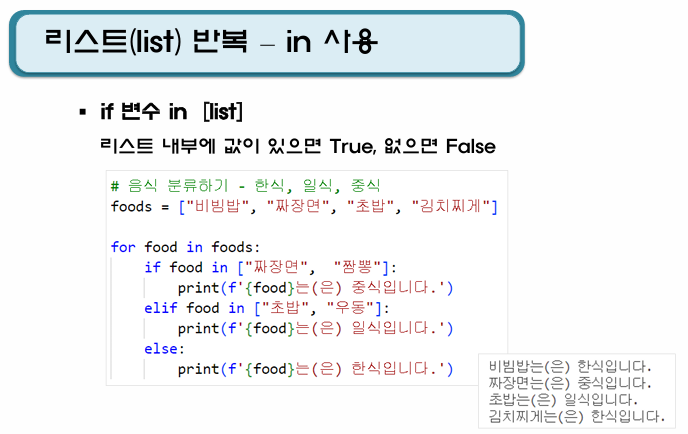 리스트(list) 반복 – in 사용
▪ if 변수 in [list]
리스트 내부에 값이 있으면 True, 없으면 False
# 음식 분류하기 - 한식, 일식, 중식
foods = ["비빔밥", "짜장면", "초밥", "김치찌게"]
for food in foods:
    if food in ["짜장면",  "짬뽕"]:
        print(f'{food}는(은) 중식입니다.')
    elif food in ["초밥", "우동"]:
        print(f'{food}는(은) 일식입니다.')
    else:
        print(f'{food}는(은) 한식입니다.')
비빔밥는(은) 한식입니다.
짜장면는(은) 중식입니다.
초밥는(은) 일식입니다.
김치찌게는(은) 한식입니다.